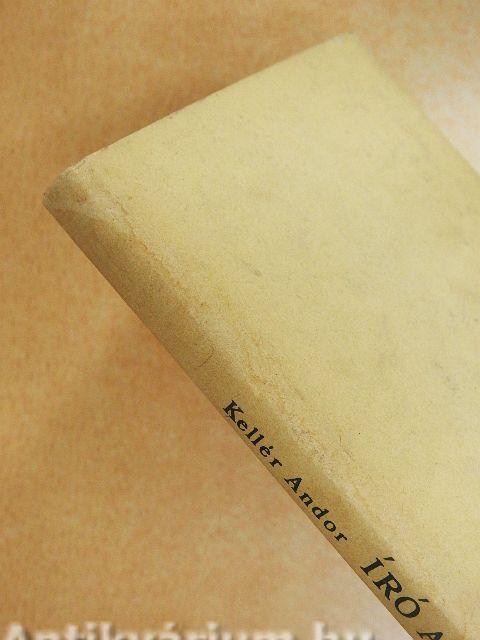 Kellér Andor ÍRÓ A
Antikvárium.hu